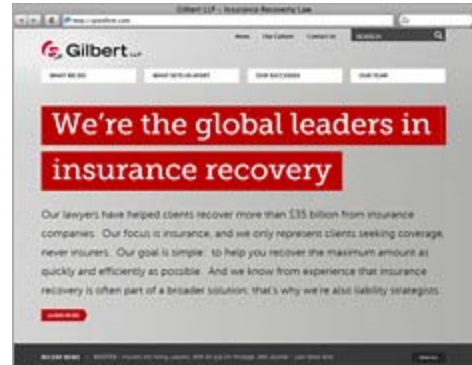 Gilbert LLP - Insurance Recovery Law
News Our Culture Contact Us SEARCH
Gilbert LLP
WHAT WE DO WHAT SETS US APART OUR SUCCESSES OUR TEAM
We're the global leaders in
insurance recovery
Our lawyers have helped clients recover more than $35 billion from insurance
companies. Our focus is insurance, and we only represent clients seeking coverage,
never insurers. Our goal is simple: to help you recover the maximum amount as
quickly and efficiently as possible. And we know from experience that insurance
recovery is often part of a broader solution; that's why we're also liability strategists.
LEARN MORE
RECENT NEWS